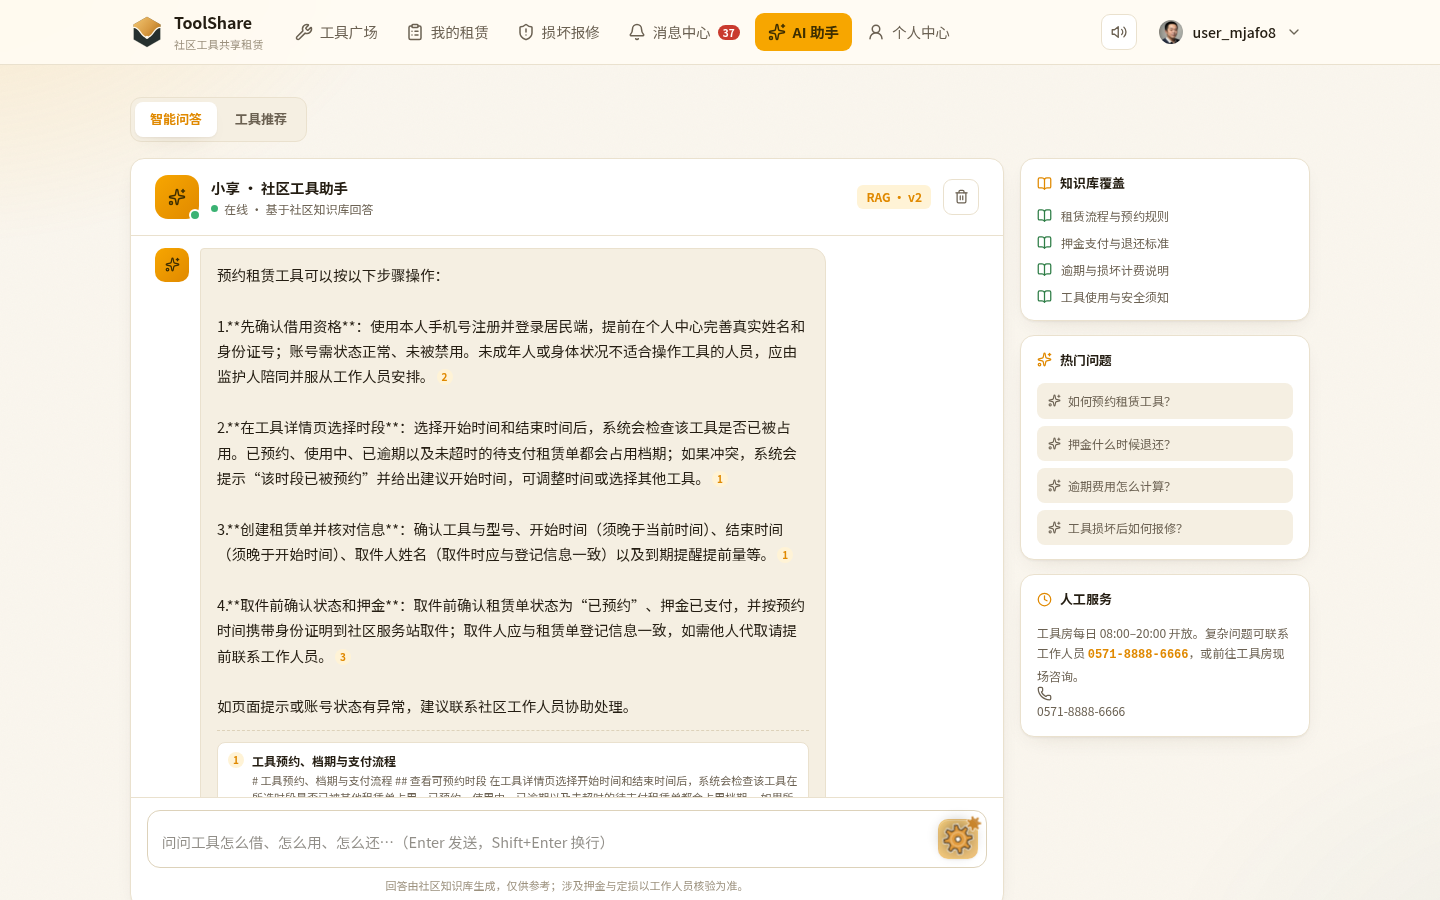 ToolShare
社区工具共享租赁
工具广场
我的租赁
损坏报修
消息中心
37
AI 助手
个人中心
user_mjafo8
智能问答
工具推荐
小享 · 社区工具助手
在线 · 基于社区知识库回答
RAG · v2
预约租赁工具可以按以下步骤操作：
1.**先确认借用资格**：使用本人手机号注册并登录居民端，提前在个人中心完善真实姓名和
身份证号；账号需状态正常、未被禁用。未成年人或身体状况不适合操作工具的人员，应由
监护人陪同并服从工作人员安排。 2
2.**在工具详情页选择时段**：选择开始时间和结束时间后，系统会检查该工具是否已被占
用。已预约、使用中、已逾期以及未超时的待支付租赁单都会占用档期；如果冲突，系统会
提示“该时段已被预约”并给出建议开始时间，可调整时间或选择其他工具。 1
3.**创建租赁单并核对信息**：确认工具与型号、开始时间（须晚于当前时间）、结束时间
（须晚于开始时间）、取件人姓名（取件时应与登记信息一致）以及到期提醒提前量等。 1
4.**取件前确认状态和押金**：取件前确认租赁单状态为“已预约”、押金已支付，并按预约
时间携带身份证明到社区服务站取件；取件人应与租赁单登记信息一致，如需他人代取请提
前联系工作人员。 3
如页面提示或账号状态有异常，建议联系社区工作人员协助处理。
1
工具预约、档期与支付流程
# 工具预约、档期与支付流程 ## 查看可预约时段 在工具详情页选择开始时间和结束时间后，系统会检查该工具在
问问工具怎么借、怎么用、怎么还…（Enter 发送，Shift+Enter 换行）
回答由社区知识库生成，仅供参考；涉及押金与定损以工作人员核验为准。
知识库覆盖
租赁流程与预约规则
押金支付与退还标准
逾期与损坏计费说明
工具使用与安全须知
热门问题
如何预约租赁工具？
押金什么时候退还？
逾期费用怎么计算？
工具损坏后如何报修？
人工服务
工具房每日 08:00–20:00 开放。复杂问题可联系
工作人员 0571-8888-6666，或前往工具房现
场咨询。
0571-8888-6666